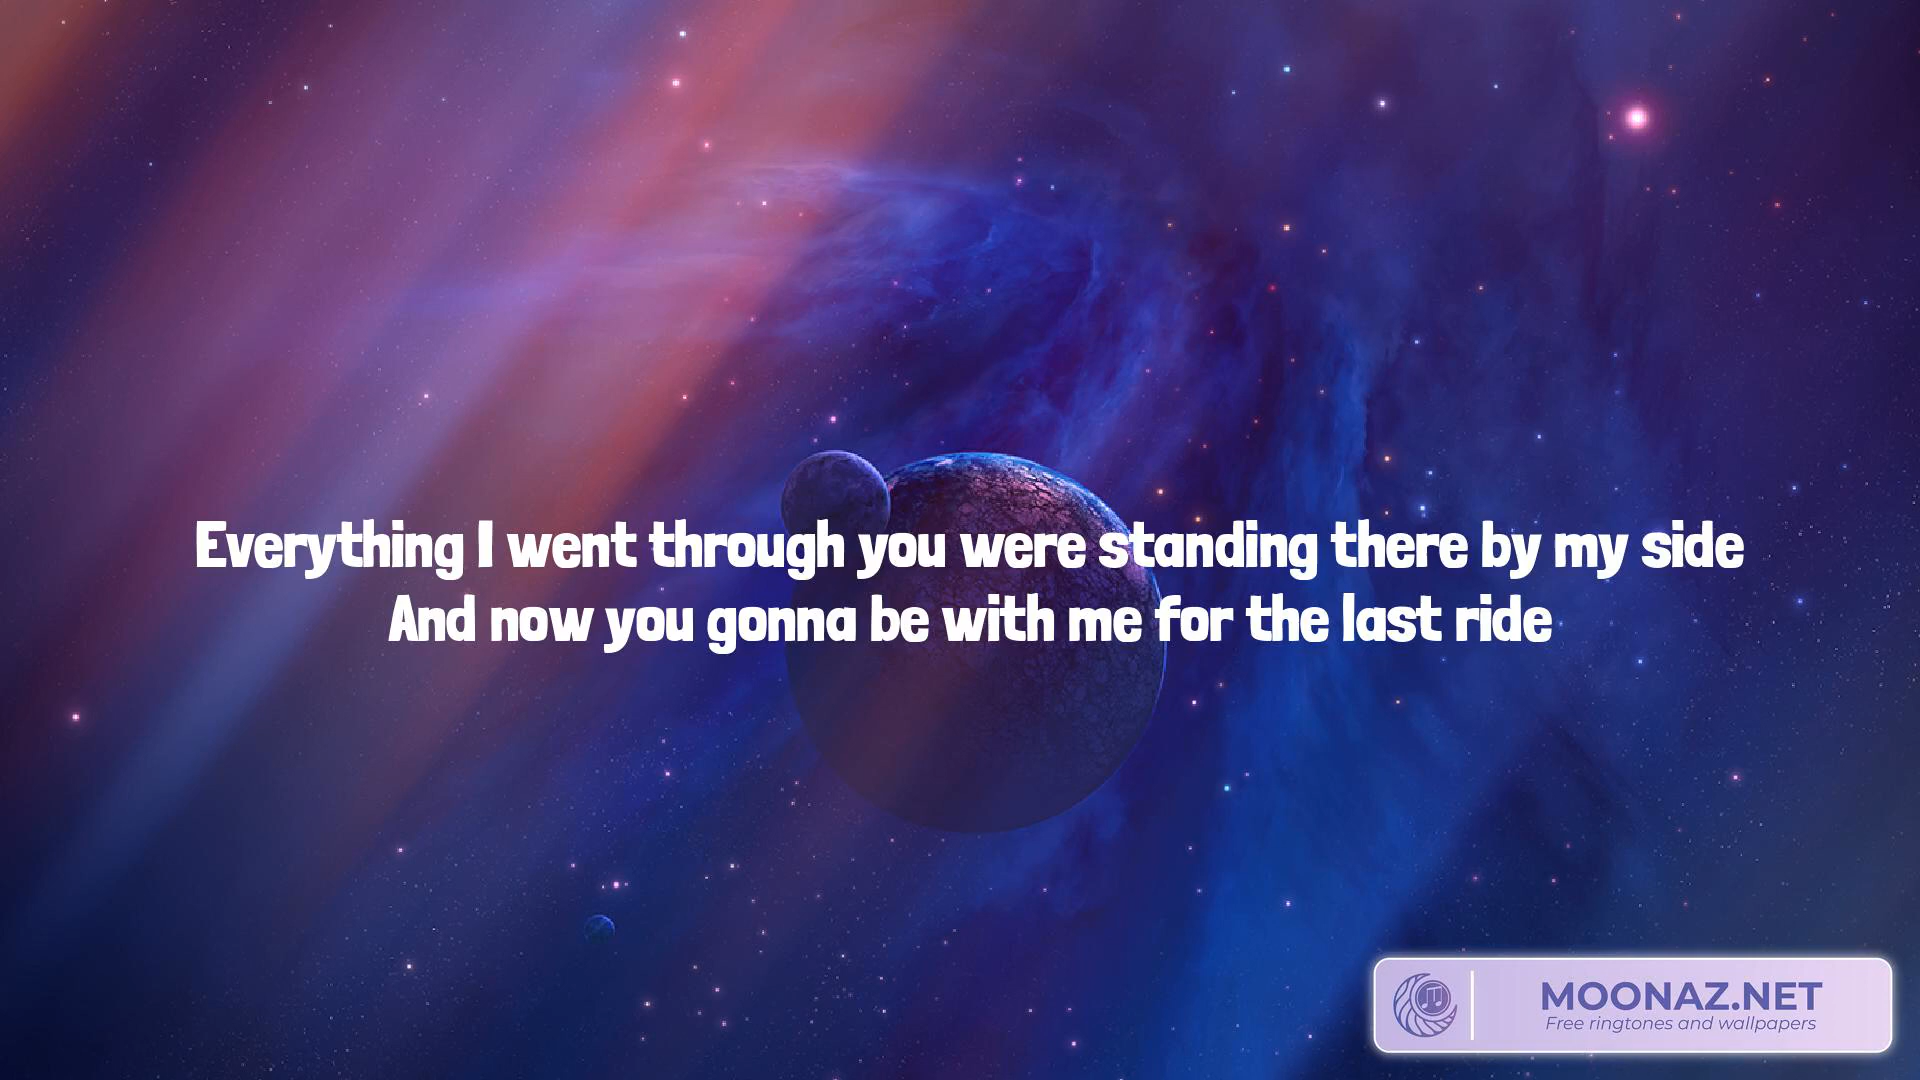 Everything I went through you were standing there by my side
And now you gonna be with me for the last ride
MOONAZ.NET
Free ringtones and wallpapers